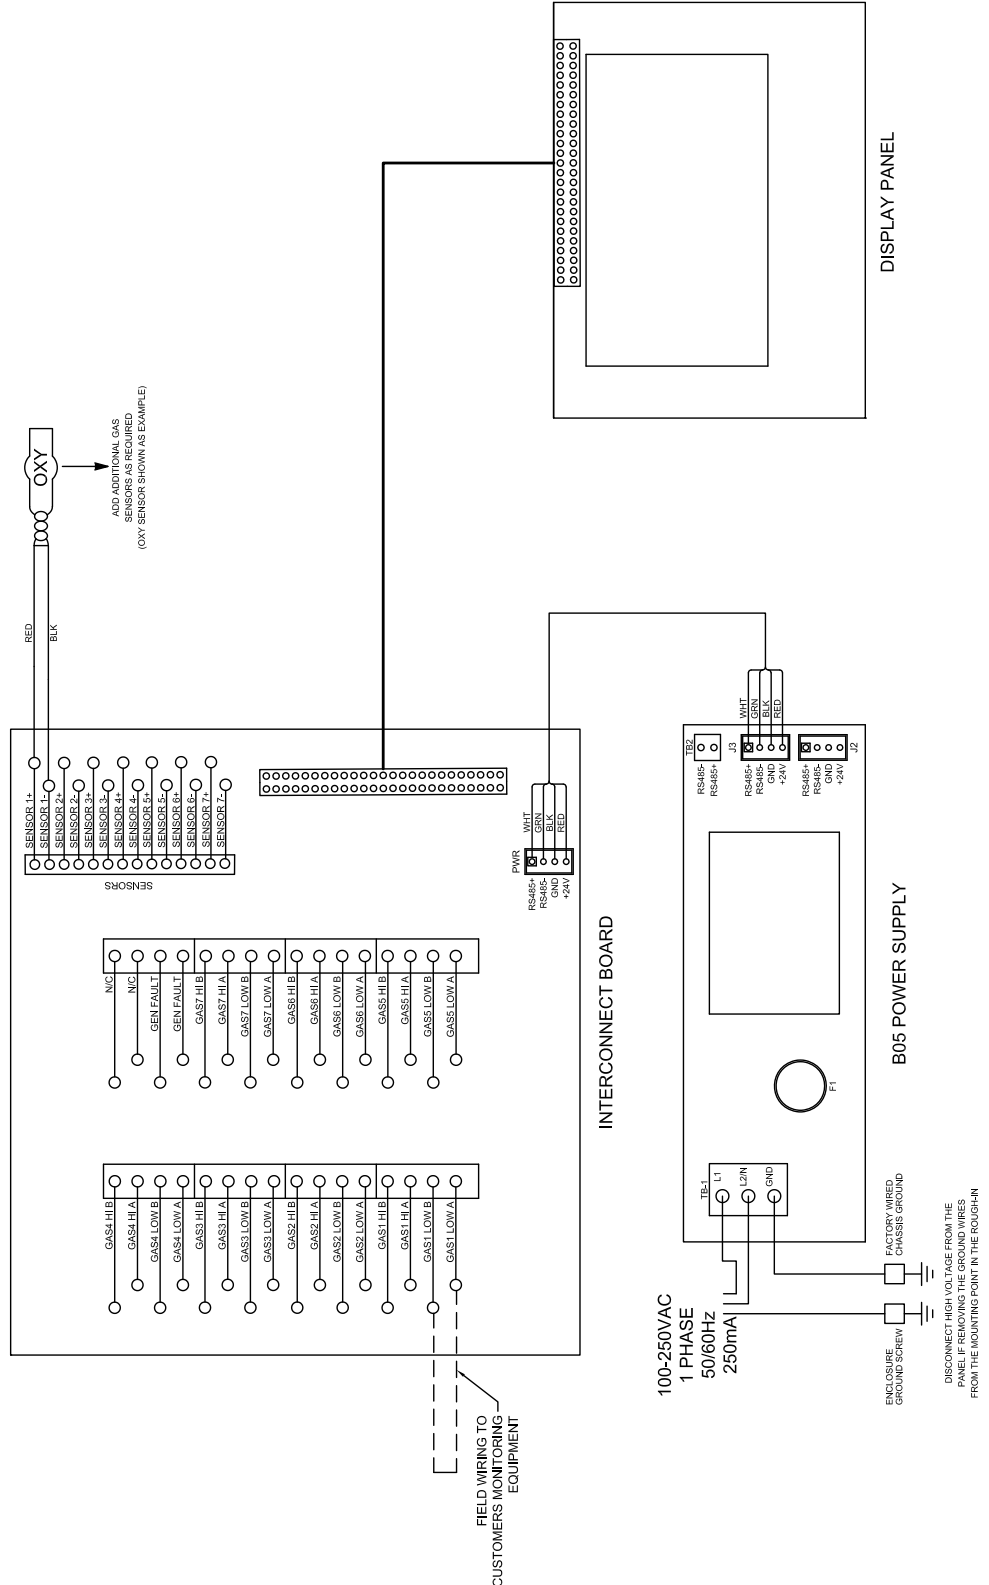 DISPLAY PANEL
OXY
ADD ADDITIONAL GAS
SENSORS AS REQUIRED
(OXY SENSOR SHOWN AS EXAMPLE)
RED
BLK
SENSOR 1+
SENSOR 1-
SENSOR 2+
SENSOR 2-
SENSOR 3+
SENSOR 3-
SENSOR 4+
SENSOR 4-
SENSOR 5+
SENSOR 5-
SENSOR 6+
SENSOR 6-
SENSOR 7+
SENSOR 7-
SENSORS
WHT
GRN
BLK
RED
PWR
RS485+
RS485-
GND
+24V
N/C
N/C
GEN FAULT
GEN FAULT
GAS7 HI B
GAS7 HI A
GAS7 LOW B
GAS7 LOW A
GAS6 HI B
GAS6 HI A
GAS6 LOW B
GAS6 LOW A
GAS5 HI B
GAS5 HI A
GAS5 LOW B
GAS5 LOW A
GAS4 HI B
GAS4 HI A
GAS4 LOW B
GAS4 LOW A
GAS3 HI B
GAS3 HI A
GAS3 LOW B
GAS3 LOW A
GAS2 HI B
GAS2 HI A
GAS2 LOW B
GAS2 LOW A
GAS1 HI B
GAS1 HI A
GAS1 LOW B
GAS1 LOW A
INTERCONNECT BOARD
FIELD WIRING TO
CUSTOMERS MONITORING
EQUIPMENT
WHT
GRN
BLK
RED
TB2
RS485-
RS485+
J3
RS485+
RS485-
GND
+24V
J2
RS485+
RS485-
GND
+24V
B05 POWER SUPPLY
F1
TB-1
L1
L2/N
GND
100-250VAC
1 PHASE
50/60Hz
250mA
FACTORY WIRED
CHASSIS GROUND
ENCLOSURE
GROUND SCREW
DISCONNECT HIGH VOLTAGE FROM THE
PANEL IF REMOVING THE GROUND WIRES
FROM THE MOUNTING POINT IN THE ROUGH-IN